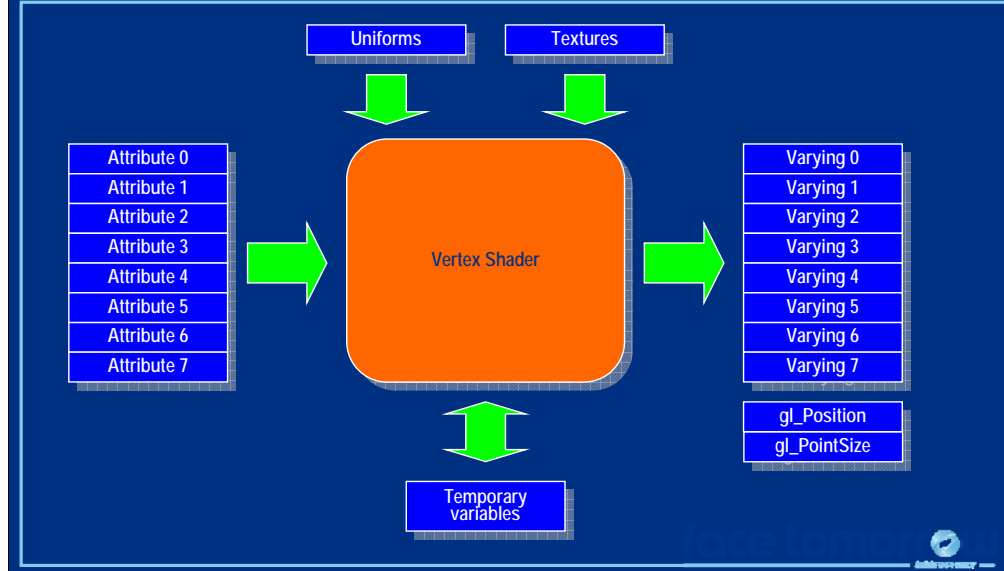 Uniforms
Textures
Attribute 0
Attribute 1
Attribute 2
Attribute 3
Attribute 4
Attribute 5
Attribute 6
Attribute 7
Vertex Shader
Varying 0
Varying 1
Varying 2
Varying 3
Varying 4
Varying 5
Varying 6
Varying 7
gl_Position
gl_PointSize
Temporary
variables
face tomorrow